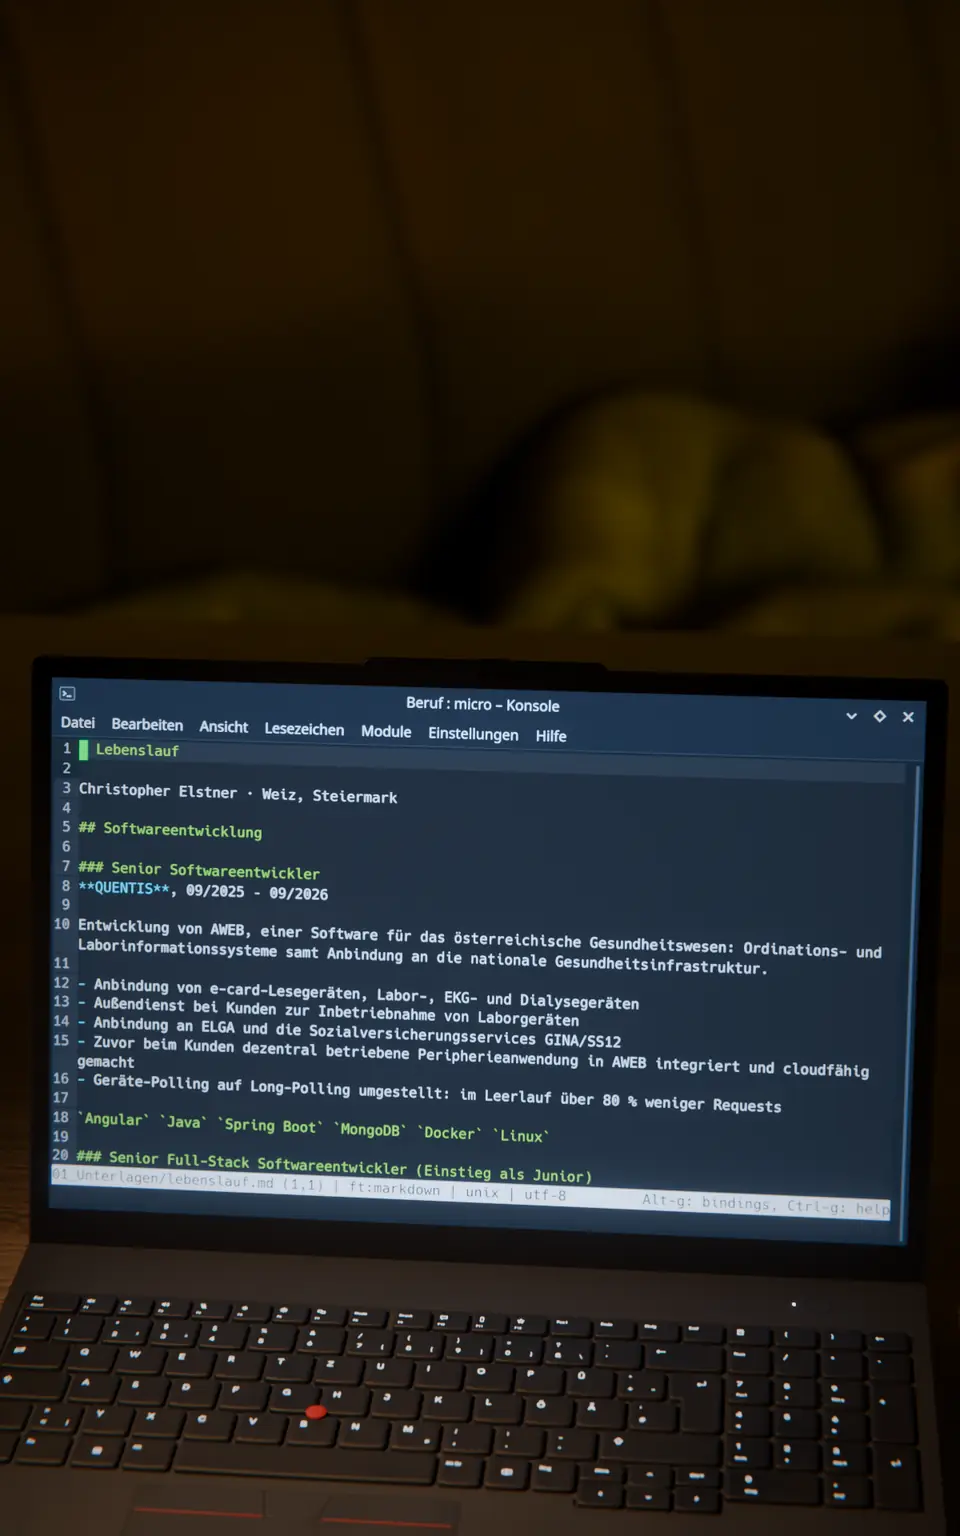 Beruf : micro – Konsole
Datei Bearbeiten Ansicht Lesezeichen Module Einstellungen Hilfe
1 Lebenslauf
2
3 Christopher Elstner · Weiz, Steiermark
4
5 ## Softwareentwicklung
6
7 ### Senior Softwareentwickler
8 **QUENTIS**, 09/2025 - 09/2026
9
10 Entwicklung von AWEB, einer Software für das österreichische Gesundheitswesen: Ordinations- und
Laborinformationssysteme samt Anbindung an die nationale Gesundheitsinfrastruktur.
11
12 - Anbindung von e-card-Lesegeräten, Labor-, EKG- und Dialysegeräten
13 - Außendienst bei Kunden zur Inbetriebnahme von Laborgeräten
14 - Anbindung an ELGA und die Sozialversicherungsservices GINA/SS12
15 - Zuvor beim Kunden dezentral betriebene Peripherieanwendung in AWEB integriert und cloudfähig
gemacht
16 - Geräte-Polling auf Long-Polling umgestellt: im Leerlauf über 80 % weniger Requests
17
18 `Angular` `Java` `Spring Boot` `MongoDB` `Docker` `Linux`
19
20 ### Senior Full-Stack Softwareentwickler (Einstieg als Junior)
01_Unterlagen/lebenslauf.md (1,1) | ft:markdown | unix | utf-8 Alt-g: bindings, Ctrl-g: help
Q W E R T Z U I O P Ü
A S D F G H J K L Ö Ä
Y X C V B N M